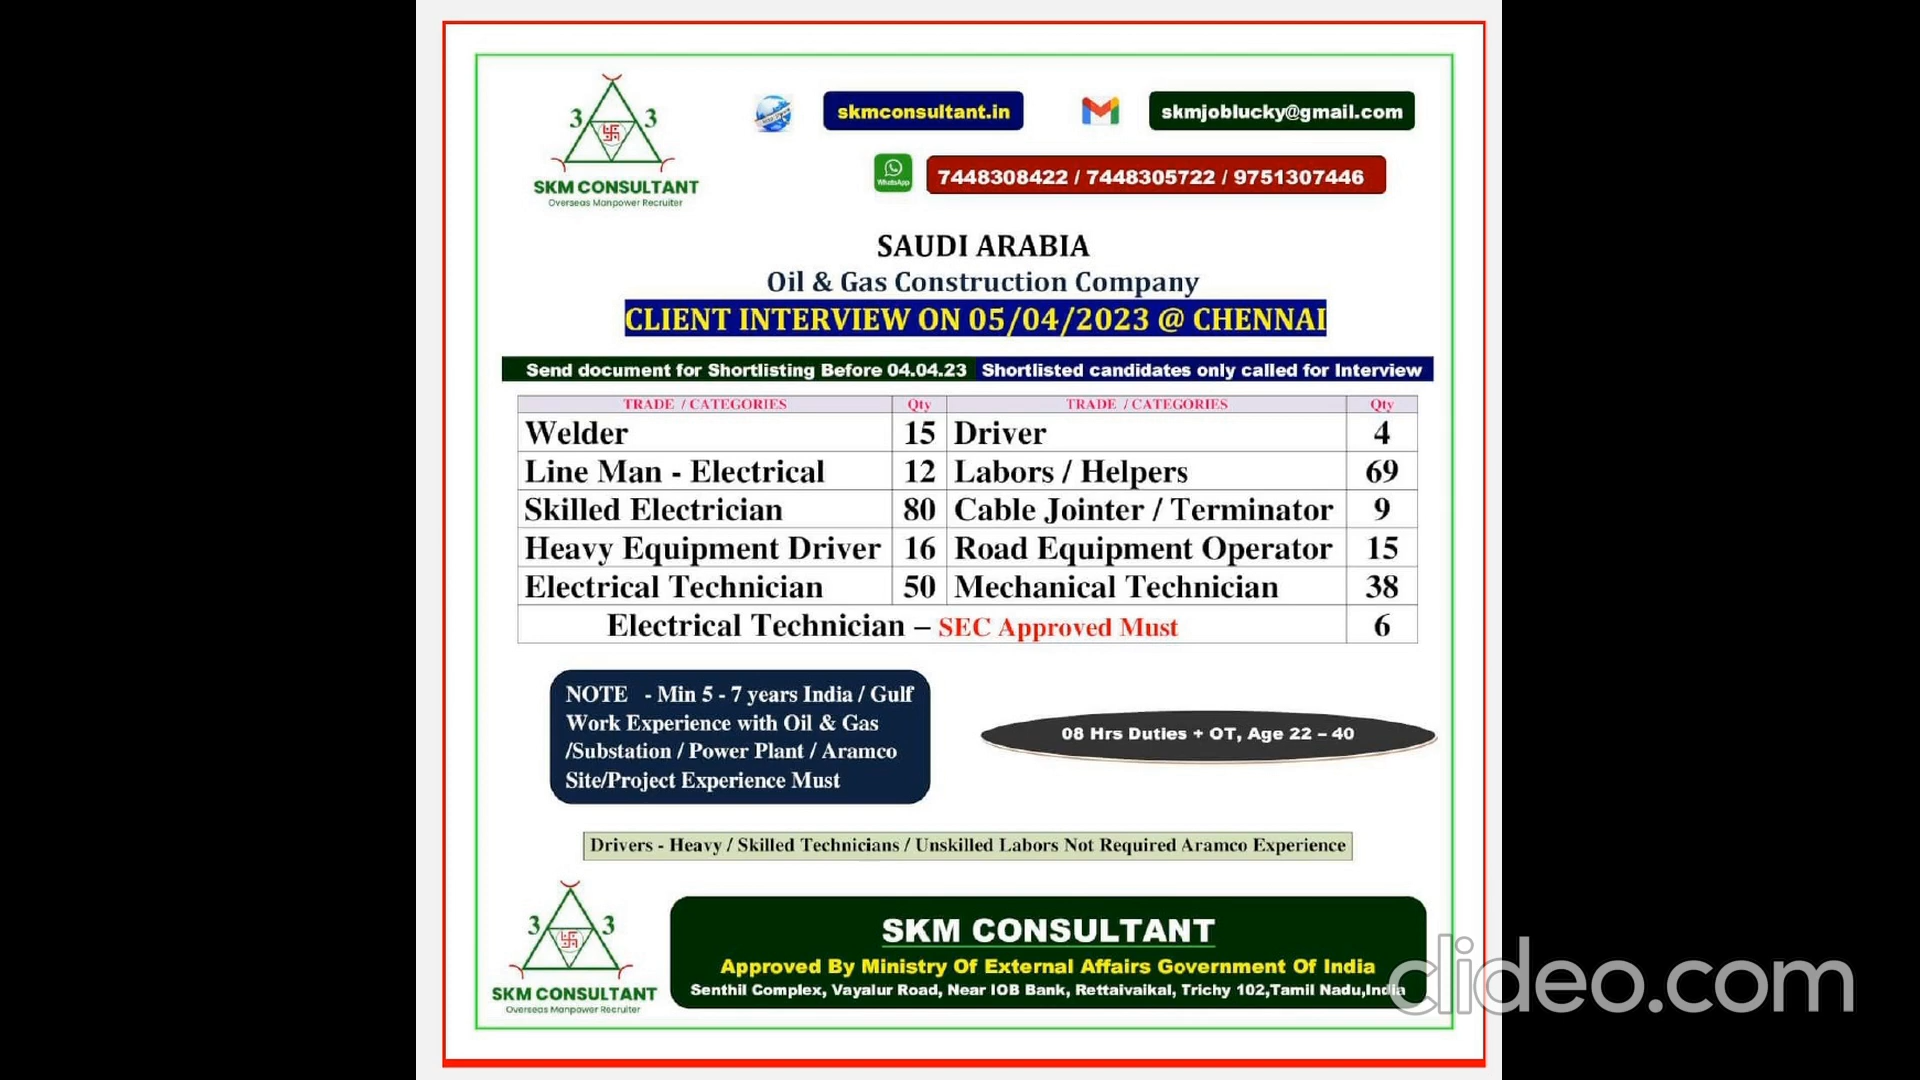 3 3
SKM CONSULTANT
Overseas Manpower Recruiter
skmconsultant.in
skmjoblucky@gmail.com
WhatsApp
7448308422 / 7448305722 / 9751307446
SAUDI ARABIA
Oil & Gas Construction Company
CLIENT INTERVIEW ON 05/04/2023 @ CHENNAI
Send document for Shortlisting Before 04.04.23 Shortlisted candidates only called for Interview
TRADE / CATEGORIES Qty TRADE / CATEGORIES Qty
Welder 15 Driver 4
Line Man - Electrical 12 Labors / Helpers 69
Skilled Electrician 80 Cable Jointer / Terminator 9
Heavy Equipment Driver 16 Road Equipment Operator 15
Electrical Technician 50 Mechanical Technician 38
Electrical Technician – SEC Approved Must 6
NOTE - Min 5 - 7 years India / Gulf
Work Experience with Oil & Gas
/Substation / Power Plant / Aramco
Site/Project Experience Must
08 Hrs Duties + OT, Age 22 – 40
Drivers - Heavy / Skilled Technicians / Unskilled Labors Not Required Aramco Experience
3 3
SKM CONSULTANT
Overseas Manpower Recruiter
SKM CONSULTANT
Approved By Ministry Of External Affairs Government Of India
Senthil Complex, Vayalur Road, Near IOB Bank, Rettaivaikal, Trichy 102,Tamil Nadu,India
clideo.com